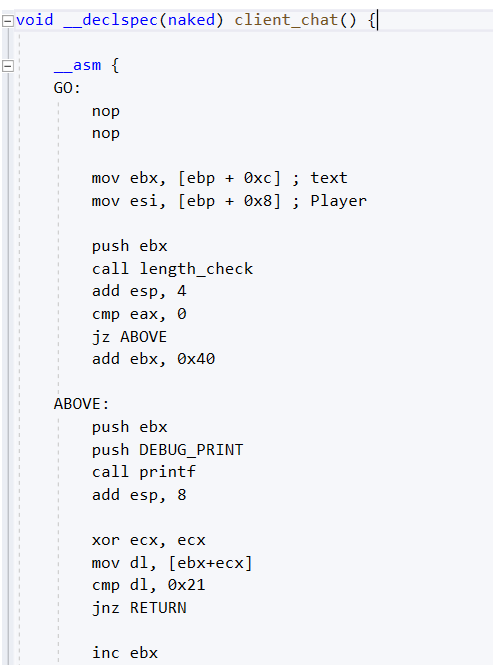 void __declspec(naked) client_chat() {
__asm {
GO:
nop
nop
mov ebx, [ebp + 0xc] ; text
mov esi, [ebp + 0x8] ; Player
push ebx
call length_check
add esp, 4
cmp eax, 0
jz ABOVE
add ebx, 0x40
ABOVE:
push ebx
push DEBUG_PRINT
call printf
add esp, 8
xor ecx, ecx
mov dl, [ebx+ecx]
cmp dl, 0x21
jnz RETURN
inc ebx